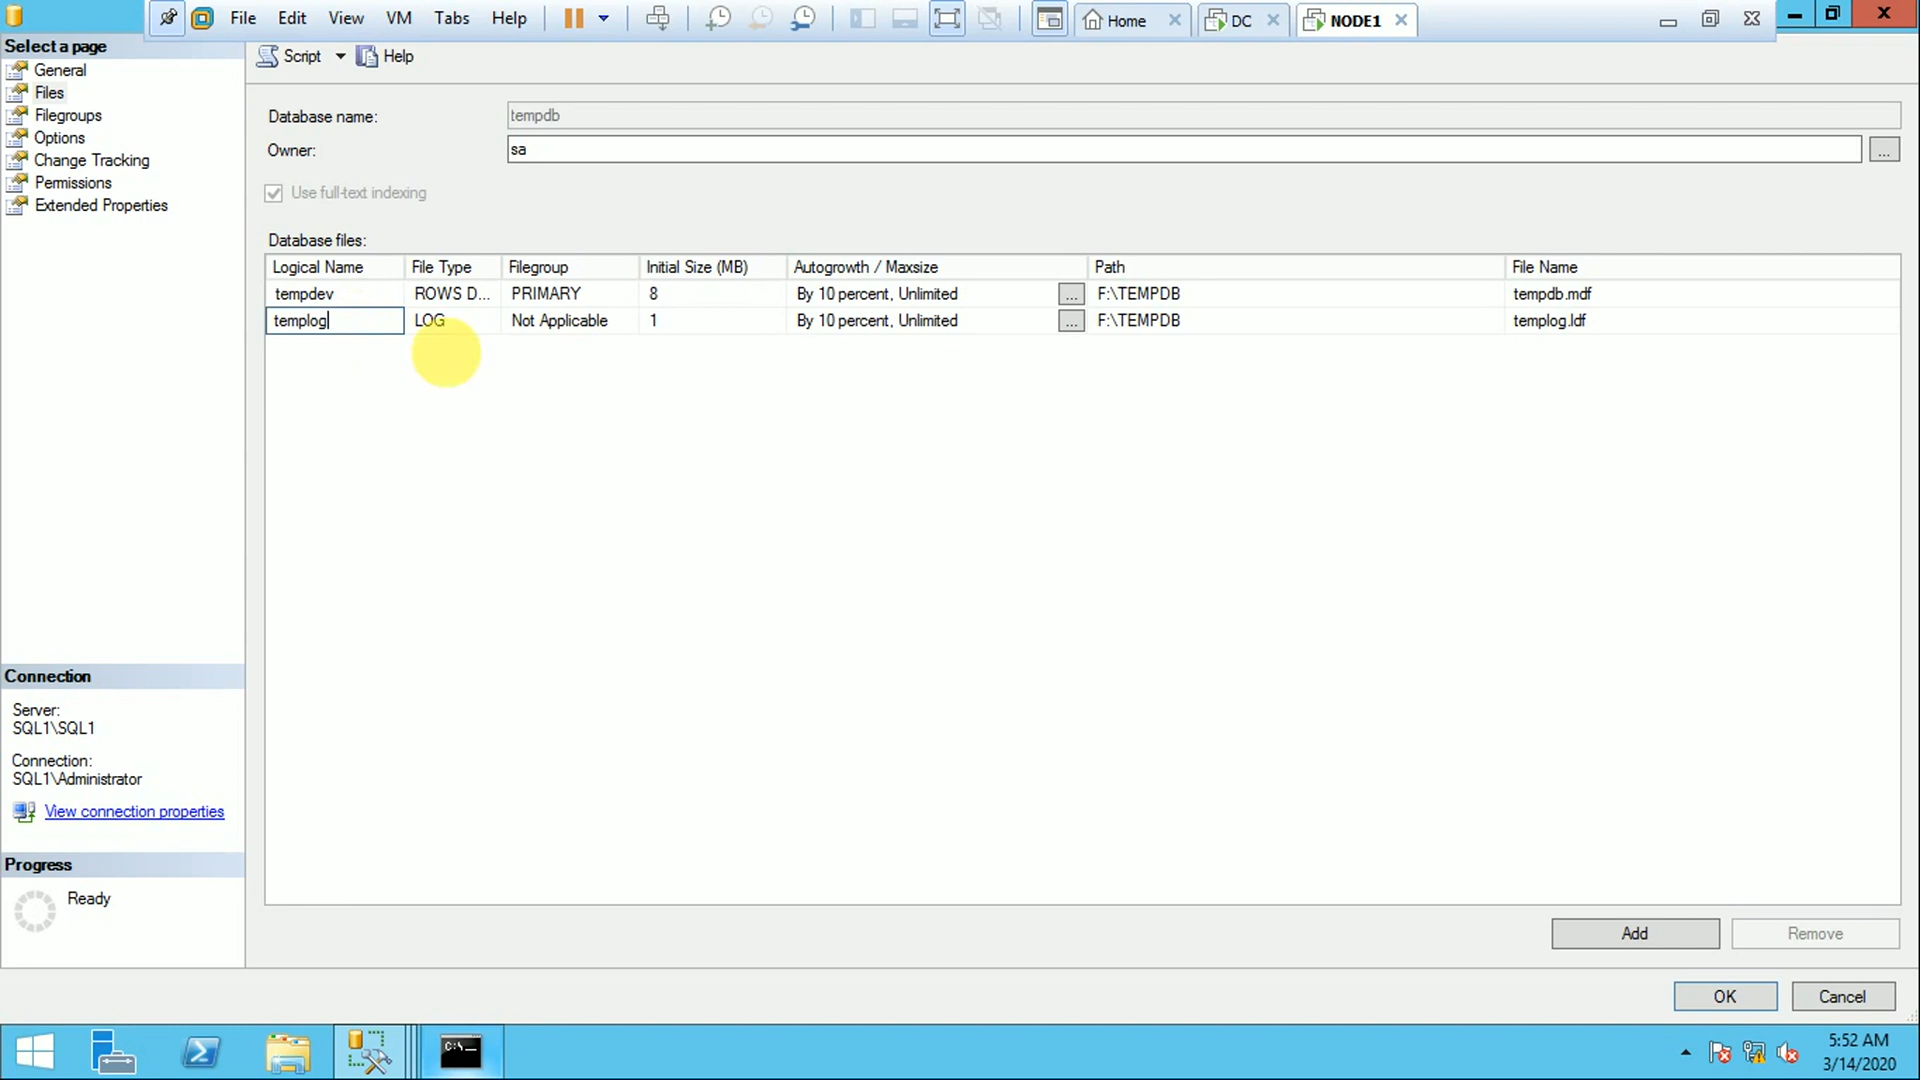 File Edit View VM Tabs Help Home DC NODE1
Select a page
General
Files
Filegroups
Options
Change Tracking
Permissions
Extended Properties
Script Help
Database name: tempdb
Owner: sa
...
Use full-text indexing
Database files:
Logical Name File Type Filegroup Initial Size (MB) Autogrowth / Maxsize Path File Name
tempdev ROWS D... PRIMARY 8 By 10 percent, Unlimited ... F:\TEMPDB tempdb.mdf
templog LOG Not Applicable 1 By 10 percent, Unlimited ... F:\TEMPDB templog.ldf
Connection
Server:
SQL1\SQL1
Connection:
SQL1\Administrator
View connection properties
Progress
Ready
Add Remove
OK Cancel
C:\_
5:52 AM
3/14/2020